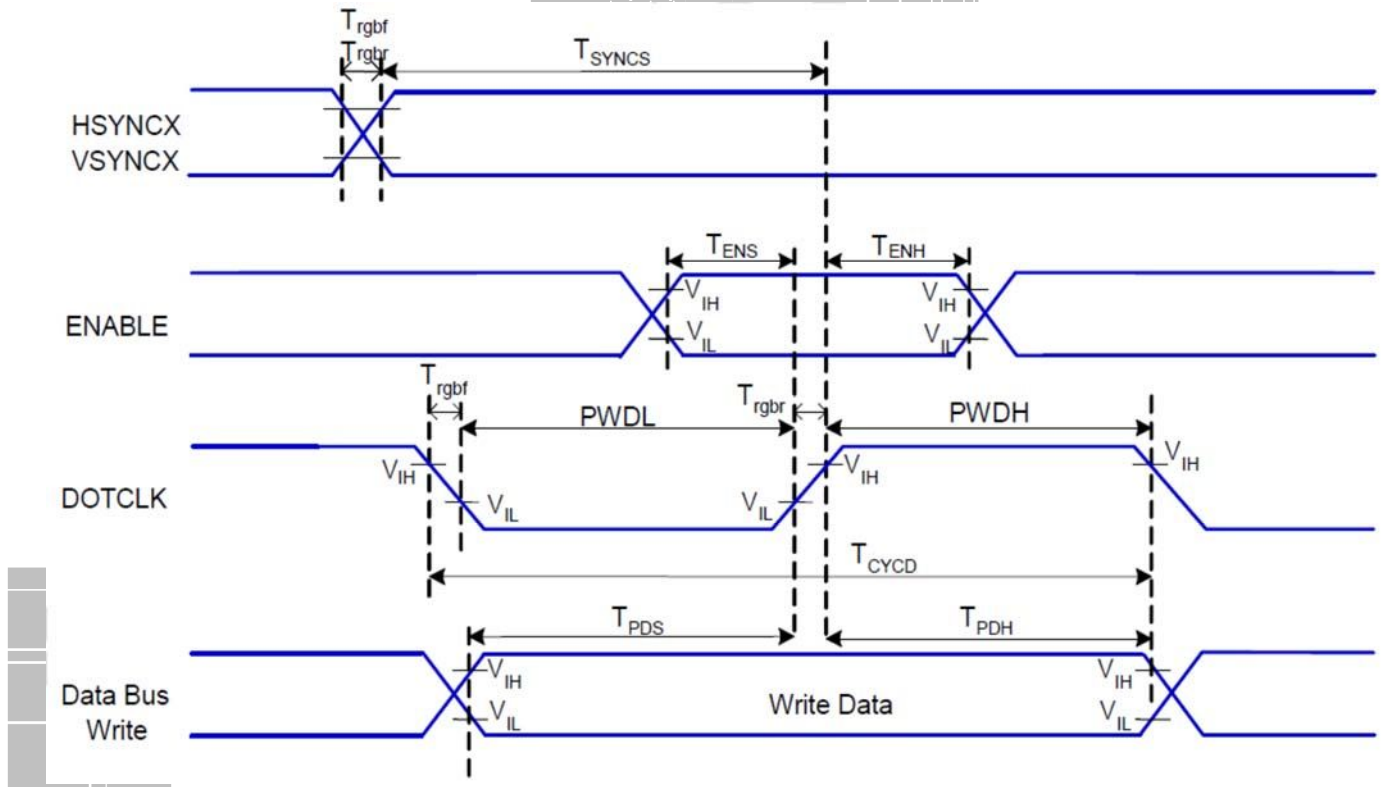 Trgbf
Trgbr
TSYNCS
HSYNCX
VSYNCX
TENS
TENH
VIH
VIH
ENABLE
VIL
VIL
Trgbf
Trgbr
PWDL
PWDH
VIH
VIH
VIH
DOTCLK
VIL
VIL
TCYCD
TPDS
TPDH
VIH
VIH
Data Bus
Write
Write Data
VIL
VIL